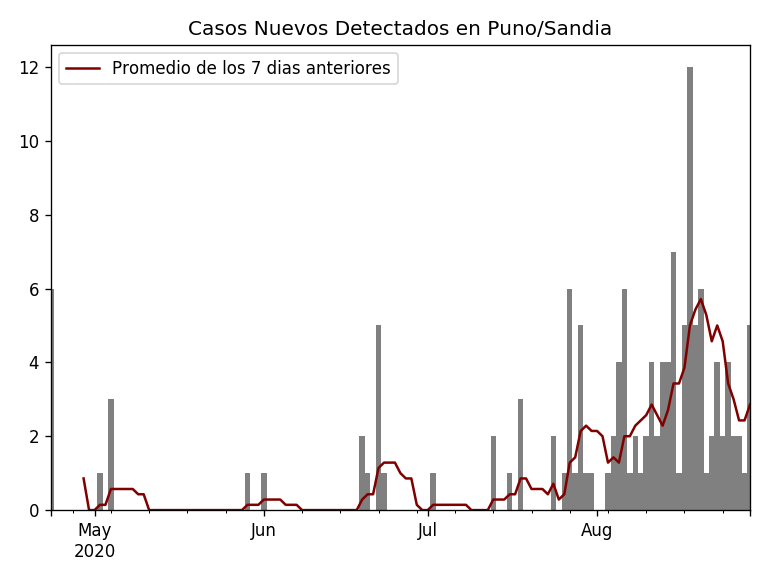 Casos Nuevos Detectados en Puno/Sandia
Promedio de los 7 dias anteriores
12
10
8
6
4
2
0
May Jun Jul Aug
2020